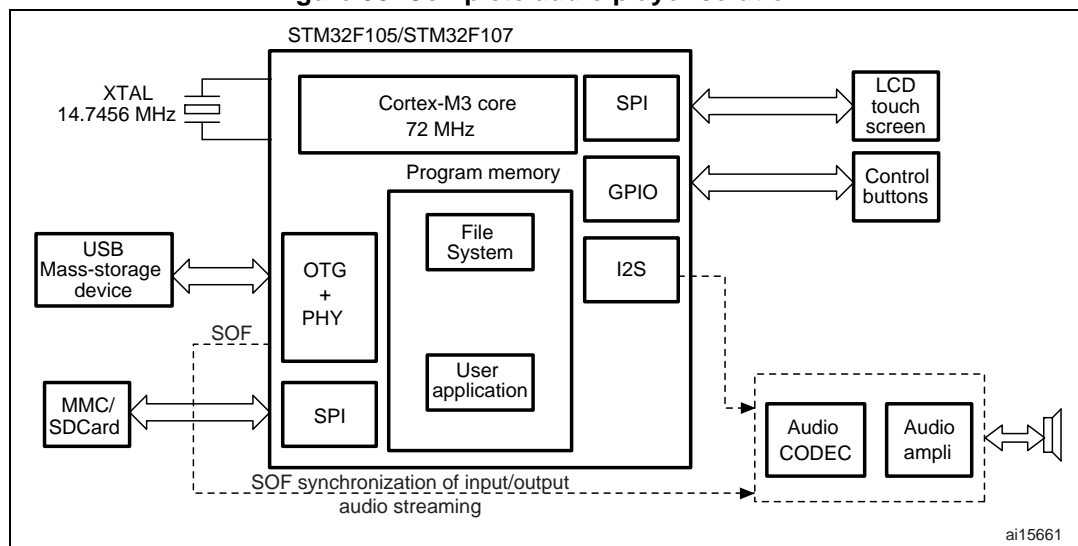 STM32F105/STM32F107
XTAL
14.7456 MHz
Cortex-M3 core
72 MHz
SPI
LCD
touch
screen
Program memory
GPIO
Control
buttons
File
System
USB
Mass-storage
device
OTG
+
PHY
I2S
SOF
User
application
MMC/
SDCard
SPI
Audio
CODEC
Audio
ampli
SOF synchronization of input/output
audio streaming
ai15661